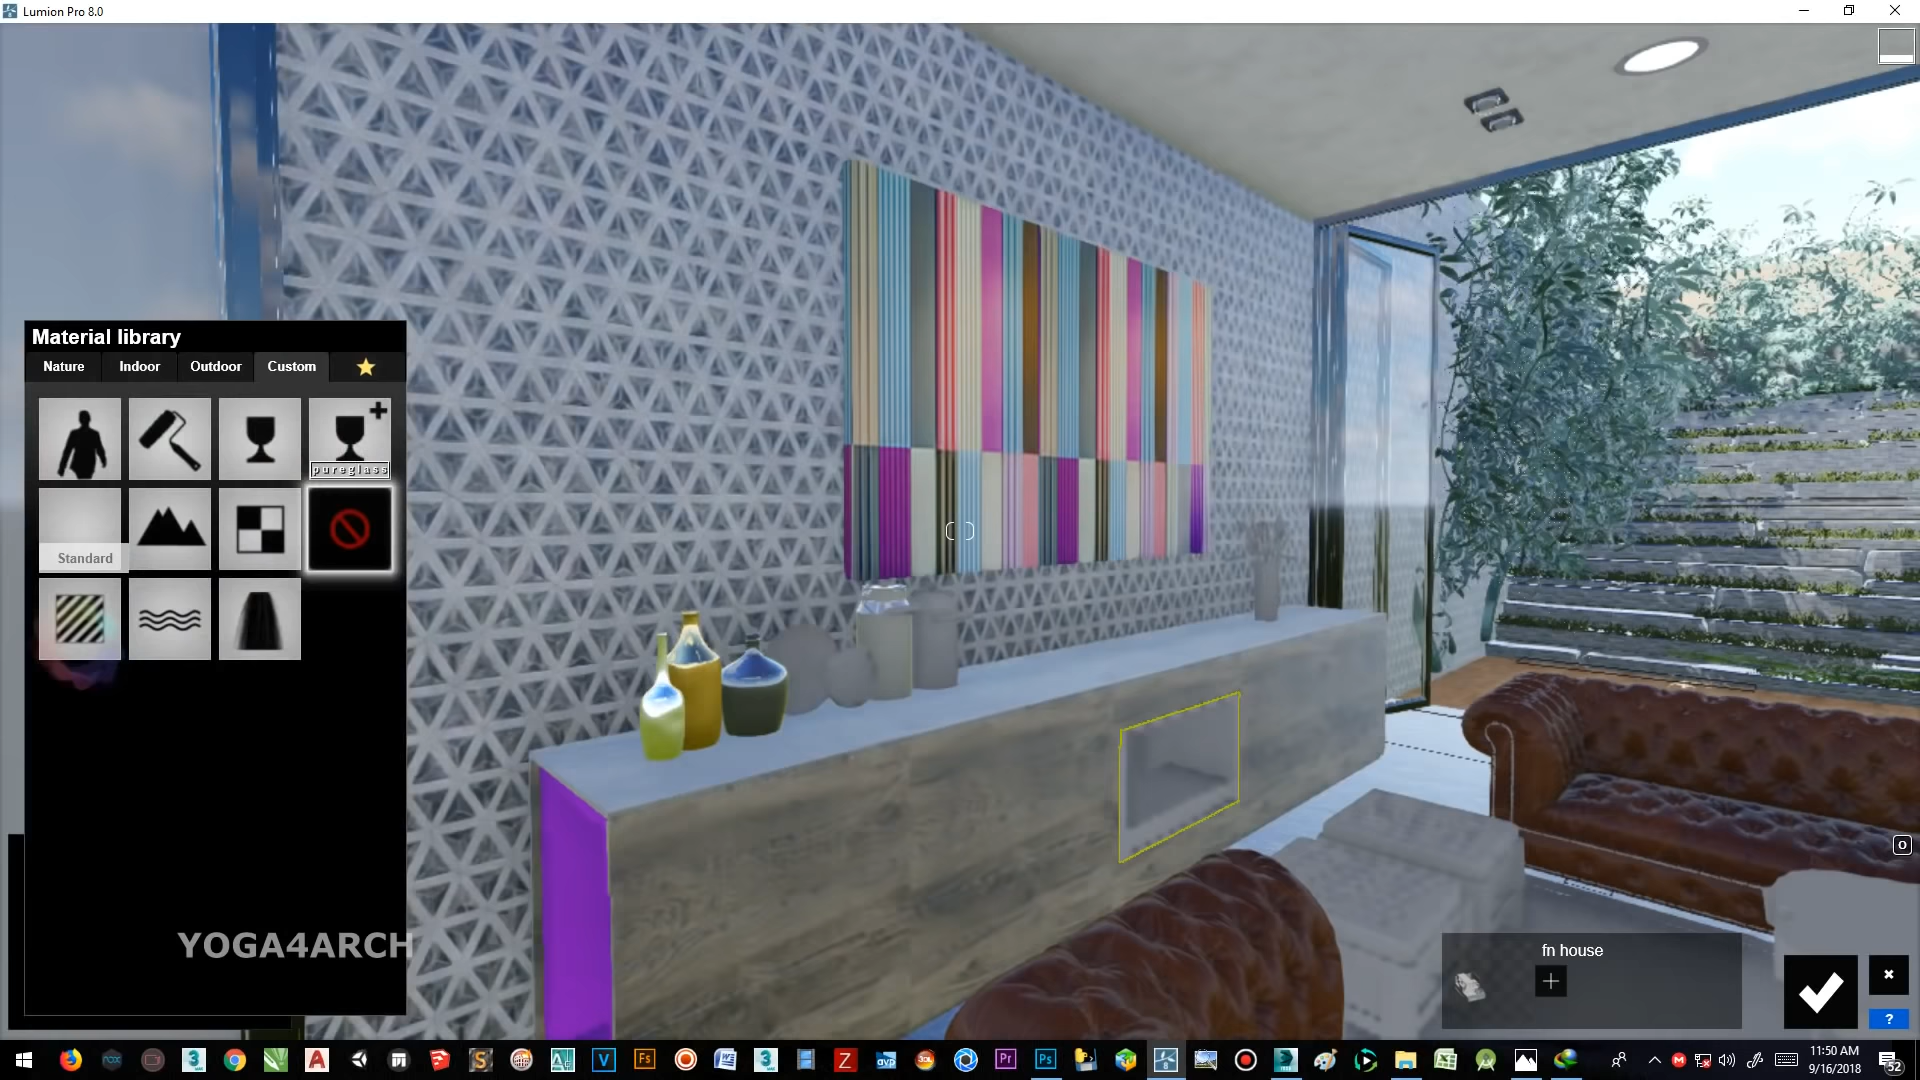 Lumion Pro 8.0
Material library
Nature Indoor Outdoor Custom
pureglass
Standard
YOGA4ARCH
fn house
+
?
O
11:50 AM
9/16/2018
52